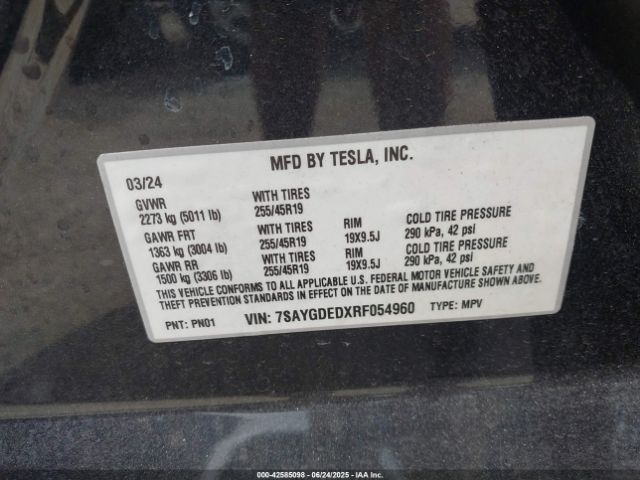 MFD BY TESLA, INC.
03/24
GVWR WITH TIRES
2273 kg (5011 lb) 255/45R19
GAWR FRT WITH TIRES RIM COLD TIRE PRESSURE
1363 kg (3004 lb) 255/45R19 19X9.5J 290 kPa, 42 psi
GAWR RR WITH TIRES RIM COLD TIRE PRESSURE
1500 kg (3306 lb) 255/45R19 19X9.5J 290 kPa, 42 psi
THIS VEHICLE CONFORMS TO ALL APPLICABLE U.S. FEDERAL MOTOR VEHICLE SAFETY AND
THEFT PREVENTION STANDARDS IN EFFECT ON THE DATE OF MANUFACTURE SHOWN ABOVE.
PNT: PN01 VIN: 7SAYGDEDXRF054960 TYPE: MPV
000-42585098 - 06/24/2025 - IAA Inc.